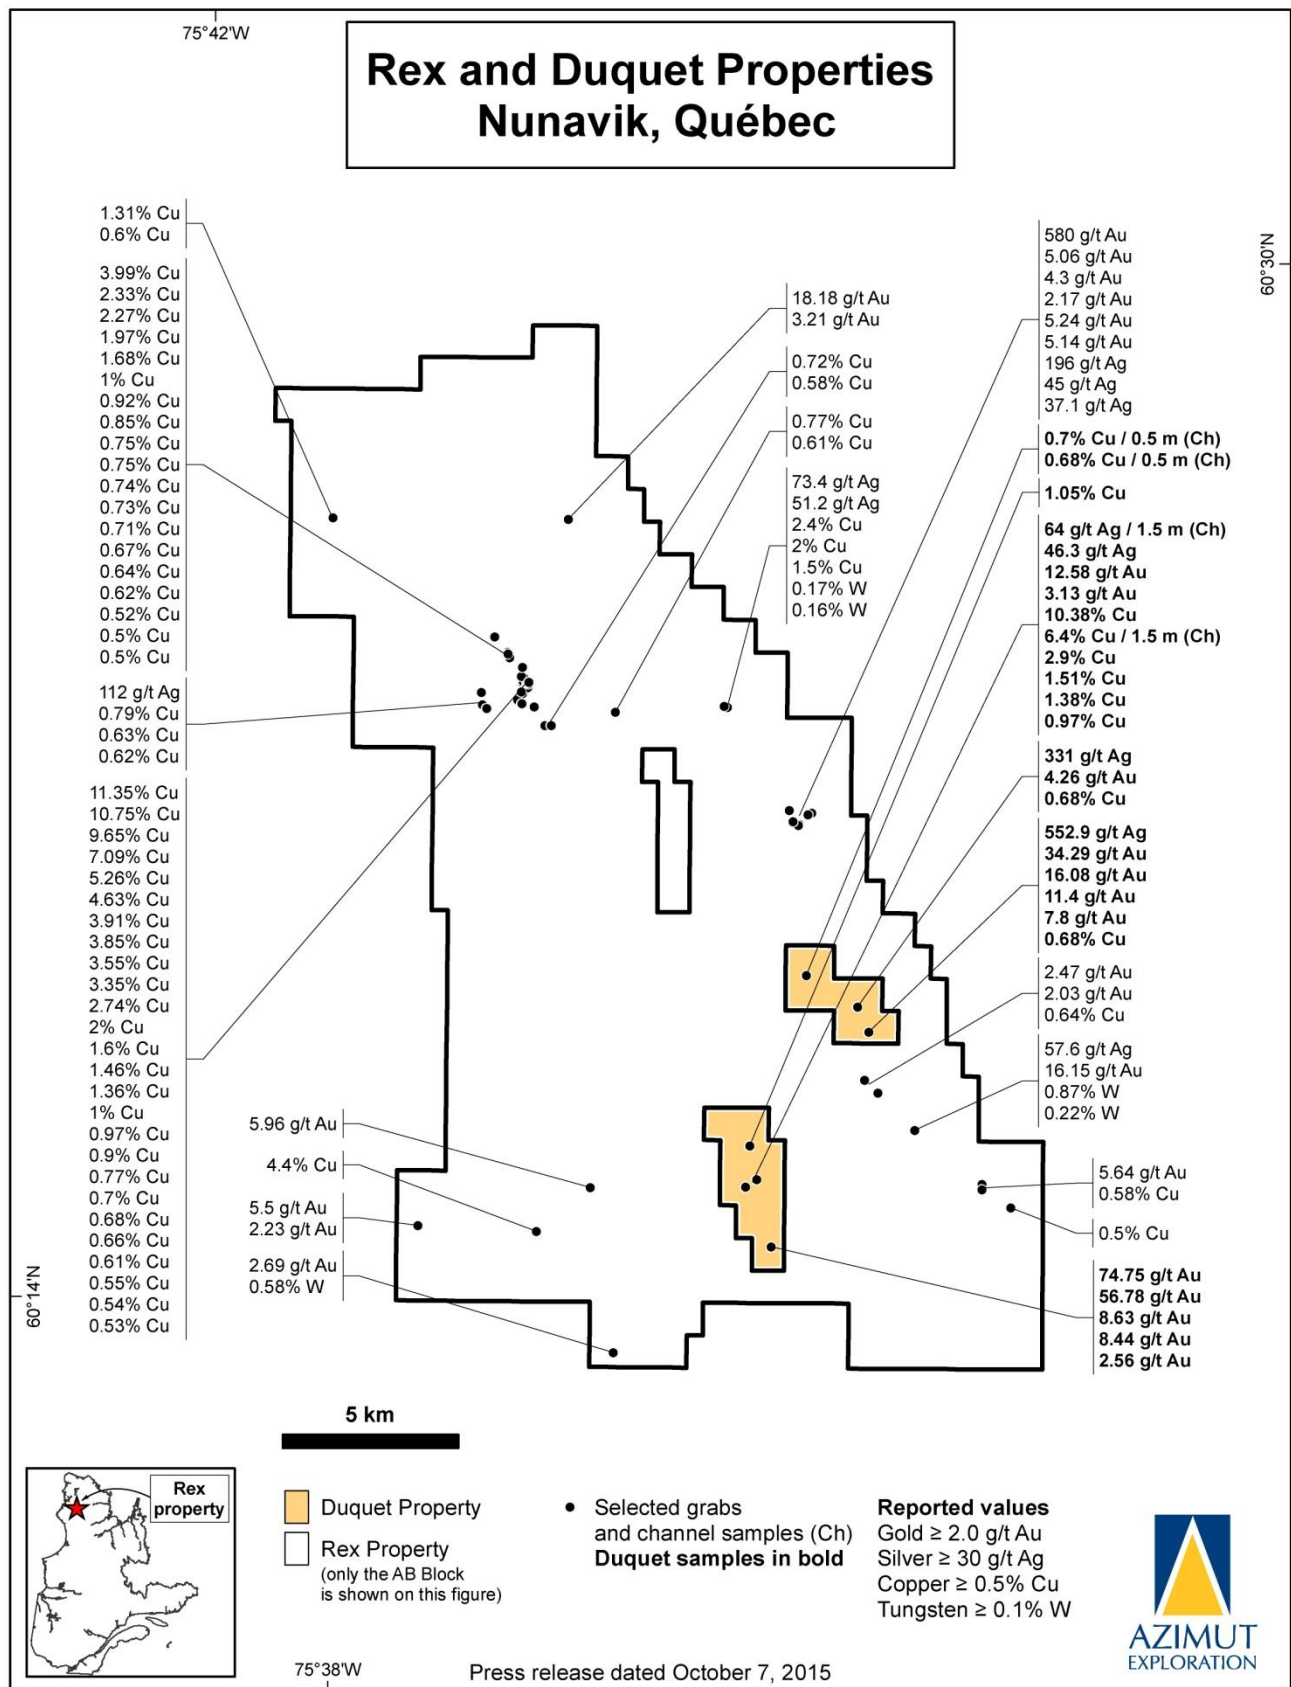 75°42'W
Rex and Duquet Properties
Nunavik, Québec
60°30'N
1.31% Cu
0.6% Cu
3.99% Cu
2.33% Cu
2.27% Cu
1.97% Cu
1.68% Cu
1% Cu
0.92% Cu
0.85% Cu
0.75% Cu
0.75% Cu
0.74% Cu
0.73% Cu
0.71% Cu
0.67% Cu
0.64% Cu
0.62% Cu
0.52% Cu
0.5% Cu
0.5% Cu
112 g/t Ag
0.79% Cu
0.63% Cu
0.62% Cu
11.35% Cu
10.75% Cu
9.65% Cu
7.09% Cu
5.26% Cu
4.63% Cu
3.91% Cu
3.85% Cu
3.55% Cu
3.35% Cu
2.74% Cu
2% Cu
1.6% Cu
1.46% Cu
1.36% Cu
1% Cu
0.97% Cu
0.9% Cu
0.77% Cu
0.7% Cu
0.68% Cu
0.66% Cu
0.61% Cu
0.55% Cu
0.54% Cu
0.53% Cu
60°14'N
18.18 g/t Au
3.21 g/t Au
0.72% Cu
0.58% Cu
0.77% Cu
0.61% Cu
73.4 g/t Ag
51.2 g/t Ag
2.4% Cu
2% Cu
1.5% Cu
0.17% W
0.16% W
580 g/t Au
5.06 g/t Au
4.3 g/t Au
2.17 g/t Au
5.24 g/t Au
5.14 g/t Au
196 g/t Ag
45 g/t Ag
37.1 g/t Ag
0.7% Cu / 0.5 m (Ch)
0.68% Cu / 0.5 m (Ch)
1.05% Cu
64 g/t Ag / 1.5 m (Ch)
46.3 g/t Ag
12.58 g/t Au
3.13 g/t Au
10.38% Cu
6.4% Cu / 1.5 m (Ch)
2.9% Cu
1.51% Cu
1.38% Cu
0.97% Cu
331 g/t Ag
4.26 g/t Au
0.68% Cu
552.9 g/t Ag
34.29 g/t Au
16.08 g/t Au
11.4 g/t Au
7.8 g/t Au
0.68% Cu
2.47 g/t Au
2.03 g/t Au
0.64% Cu
57.6 g/t Ag
16.15 g/t Au
0.87% W
0.22% W
5.64 g/t Au
0.58% Cu
0.5% Cu
74.75 g/t Au
56.78 g/t Au
8.63 g/t Au
8.44 g/t Au
2.56 g/t Au
5.96 g/t Au
4.4% Cu
5.5 g/t Au
2.23 g/t Au
2.69 g/t Au
0.58% W
5 km
Rex
property
Duquet Property
Rex Property
(only the AB Block
is shown on this figure)
Selected grabs
and channel samples (Ch)
Duquet samples in bold
Reported values
Gold ≥ 2.0 g/t Au
Silver ≥ 30 g/t Ag
Copper ≥ 0.5% Cu
Tungsten ≥ 0.1% W
AZIMUT
EXPLORATION
75°38'W
Press release dated October 7, 2015